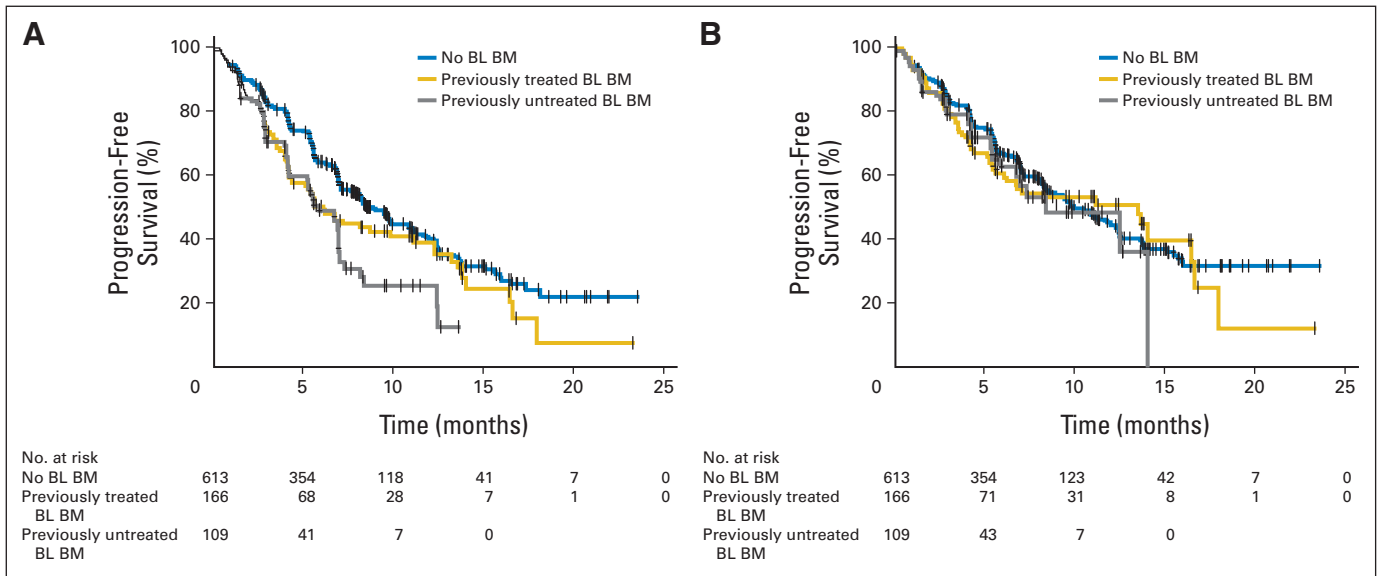 A
Progression-Free
Survival (%)
100
80
60
40
20
0
5
10
15
20
25
Time (months)
No BL BM
Previously treated BL BM
Previously untreated BL BM
No. at risk
No BL BM 613 354 118 41 7 0
Previously treated 166 68 28 7 1 0
BL BM
Previously untreated 109 41 7 0
BL BM
B
Progression-Free
Survival (%)
100
80
60
40
20
0
5
10
15
20
25
Time (months)
No BL BM
Previously treated BL BM
Previously untreated BL BM
No. at risk
No BL BM 613 354 123 42 7 0
Previously treated 166 71 31 8 1 0
BL BM
Previously untreated 109 43 7 0
BL BM